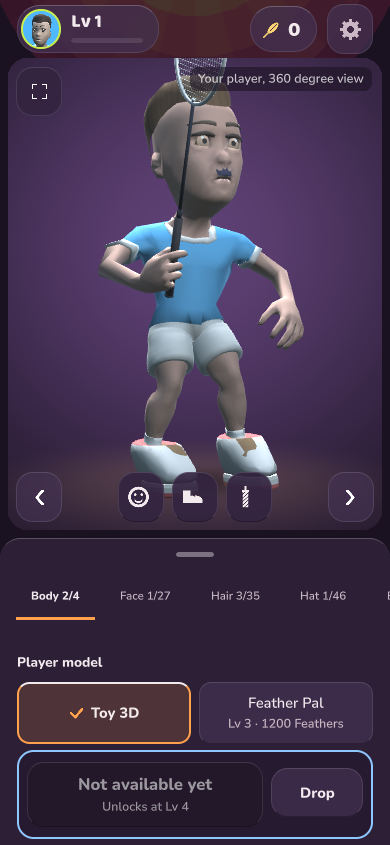 Lv 1
0
Your player, 360 degree view
Body 2/4
Face 1/27
Hair 3/35
Hat 1/46
Player model
Toy 3D
Feather Pal
Lv 3 · 1200 Feathers
Not available yet
Unlocks at Lv 4
Drop